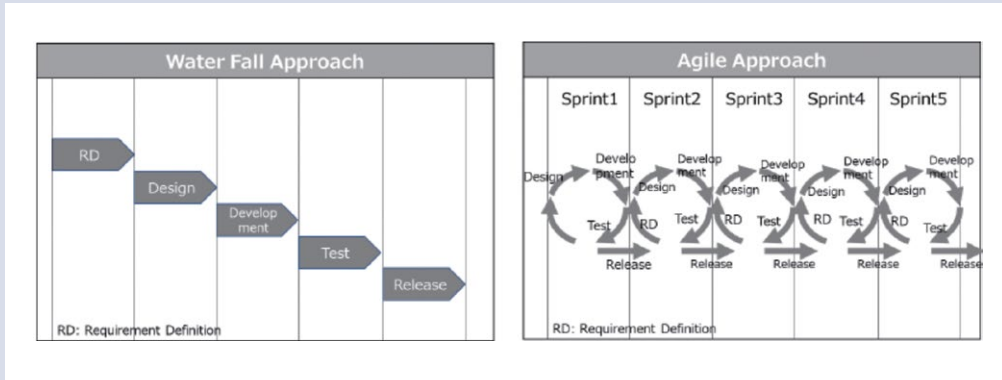 Water Fall Approach
RD
Design
Develop
ment
Test
Release
RD: Requirement Definition
Agile Approach
Sprint1 Sprint2 Sprint3 Sprint4 Sprint5
Design
Develo
pment
Test
Release
RD
Design
Develop
ment
Test
Release
RD
Design
Develop
ment
Test
Release
RD
Design
Develop
ment
Test
Release
RD
Design
Develop
ment
Test
Release
RD: Requirement Definition